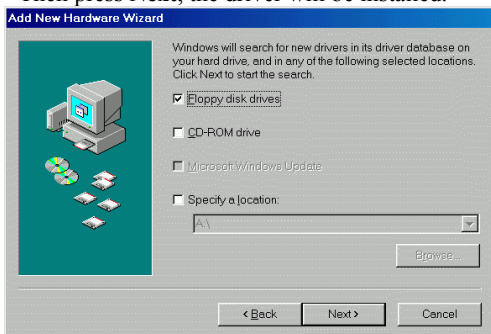 Then press Next, the driver will be installed.
Add New Hardware Wizard
Windows will search for new drivers in its driver database on
your hard drive, and in any of the following selected locations.
Click Next to start the search.
Floppy disk drives
CD-ROM drive
Microsoft Windows Update
Specify a location:
A:\
Browse...
< Back
Next >
Cancel